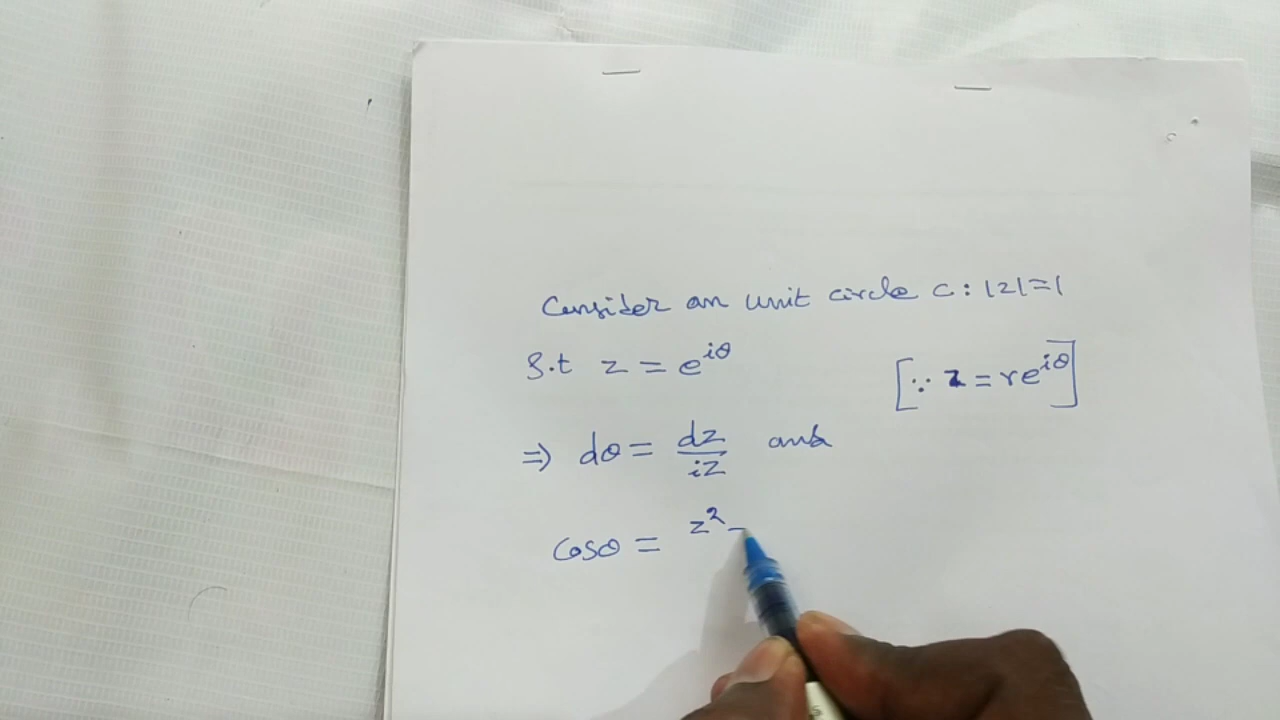 Consider an unit circle c: |z|=1
S.t z = e^{iθ} [∵ z = re^{iθ}]
⇒ dθ = dz/iz and
cosθ = z² –